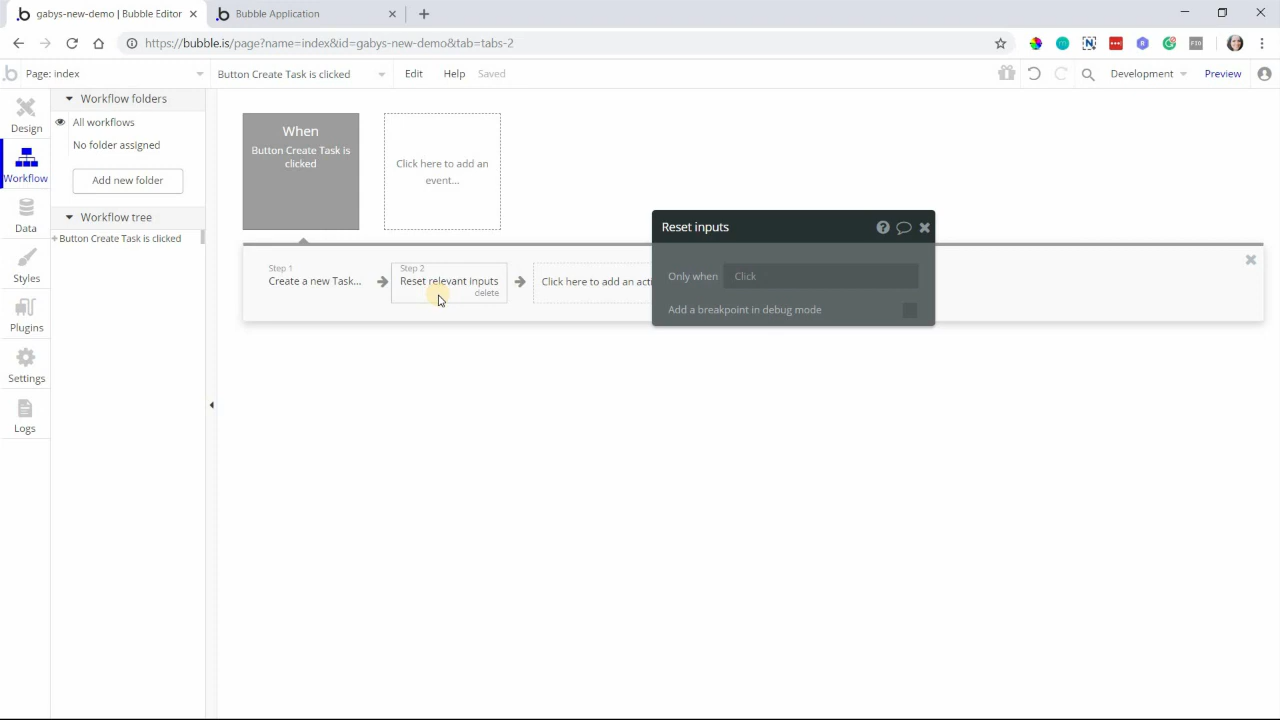 gabys-new-demo | Bubble Editor
Bubble Application
https://bubble.is/page?name=index&id=gabys-new-demo&tab=tabs-2
FIO
Page: index
Button Create Task is clicked
Edit
Help
Saved
Development
Preview
Design
Workflow
Data
Styles
Plugins
Settings
Logs
Workflow folders
All workflows
No folder assigned
Add new folder
Workflow tree
Button Create Task is clicked
When
Button Create Task is
clicked
Click here to add an
event...
Step 1
Create a new Task...
Step 2
Reset relevant inputs
delete
Click here to add an acti
Reset inputs
Only when
Click
Add a breakpoint in debug mode